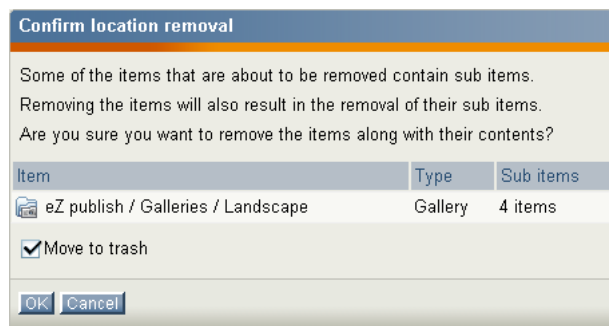 Confirm location removal
Some of the items that are about to be removed contain sub items.
Removing the items will also result in the removal of their sub items.
Are you sure you want to remove the items along with their contents?
Item Type Sub items
eZ publish / Galleries / Landscape Gallery 4 items
Move to trash
OK Cancel